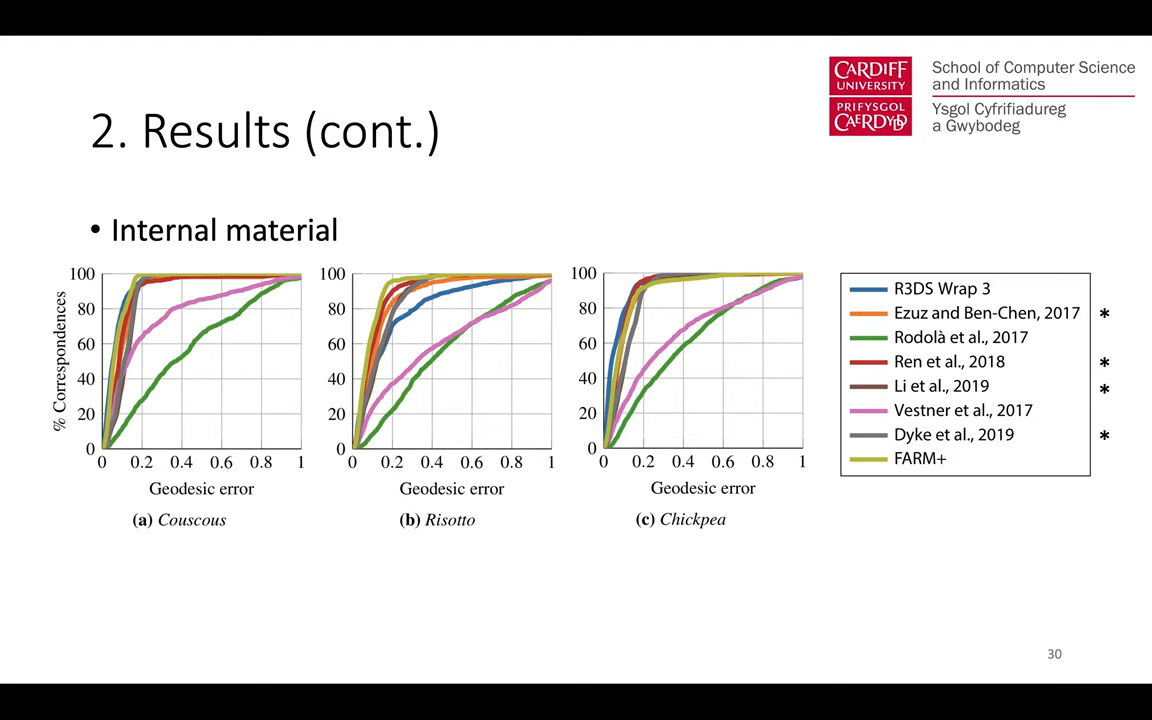 CARDIFF
UNIVERSITY
PRIFYSGOL
CAERDYDD
School of Computer Science
and Informatics
Ysgol Cyfrifiadureg
a Gwybodeg
2. Results (cont.)
• Internal material
% Correspondences
100
80
60
40
20
0
0 0.2 0.4 0.6 0.8 1
Geodesic error
(a) Couscous
100
80
60
40
20
0
0 0.2 0.4 0.6 0.8 1
Geodesic error
(b) Risotto
100
80
60
40
20
0
0 0.2 0.4 0.6 0.8 1
Geodesic error
(c) Chickpea
R3DS Wrap 3
Ezuz and Ben-Chen, 2017 *
Rodolà et al., 2017
Ren et al., 2018 *
Li et al., 2019 *
Vestner et al., 2017
Dyke et al., 2019 *
FARM+
30